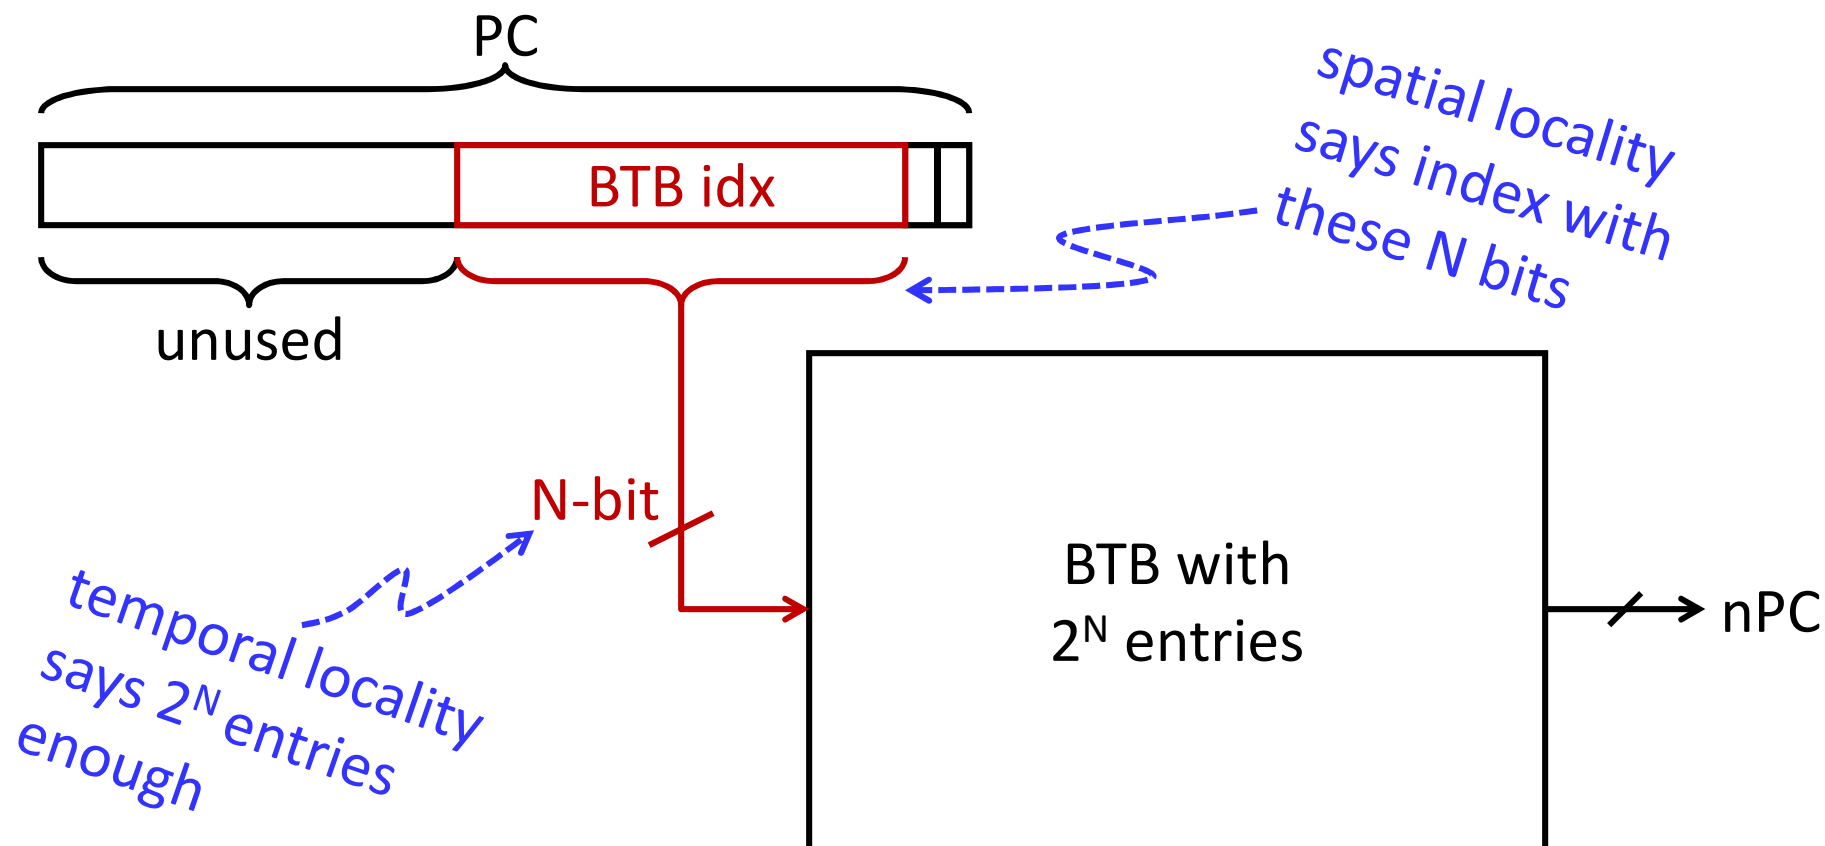 PC
spatial locality
says index with
these N bits
BTB idx
unused
N-bit
temporal locality
says 2^N entries
enough
BTB with
2^N entries
nPC